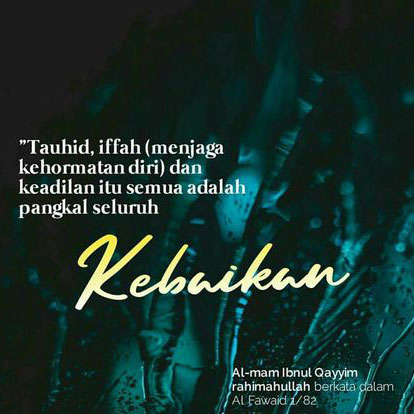 "Tauhid, iffah (menjaga
kehormatan diri) dan
keadilan itu semua adalah
pangkal seluruh
Kebaikan
Al-mam Ibnul Qayyim
rahimahullah berkata dalam
Al Fawaid 1/82